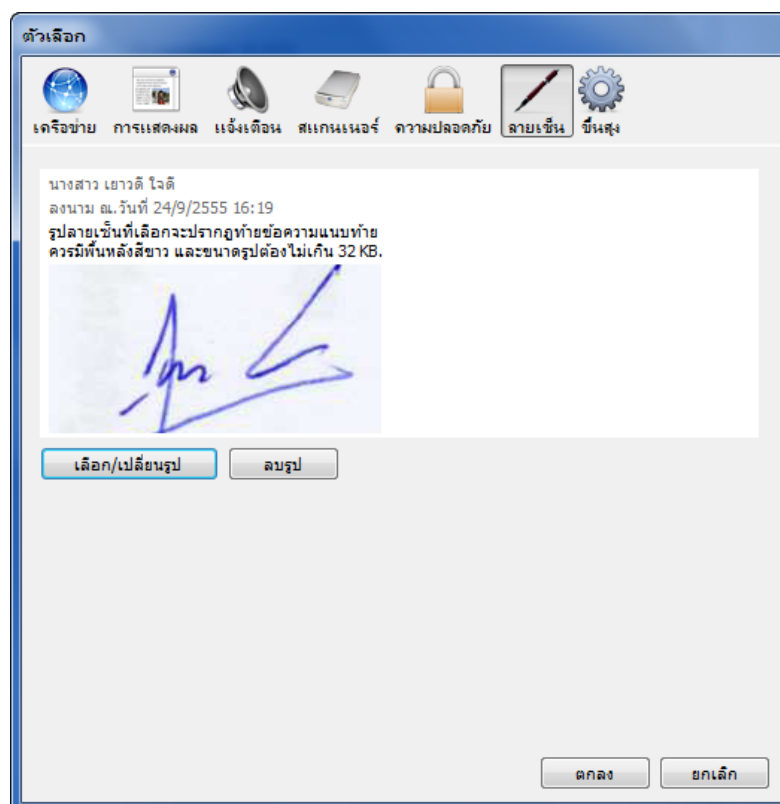 ตัวเลือก
เครือข่าย การแสดงผล แจ้งเตือน สแกนเนอร์ ความปลอดภัย ลายเซ็น ขั้นสุง
นางสาว เยาวดี ใจดี
ลงนาม ณ.วันที่ 24/9/2555 16:19
รูปลายเซ็นที่เลือกจะปรากฏท้ายข้อความแนบท้าย
ควรมีพื้นหลังสีขาว และขนาดรูปต้องไม่เกิน 32 KB.
เลือก/เปลี่ยนรูป ลบรูป
ตกลง ยกเลิก